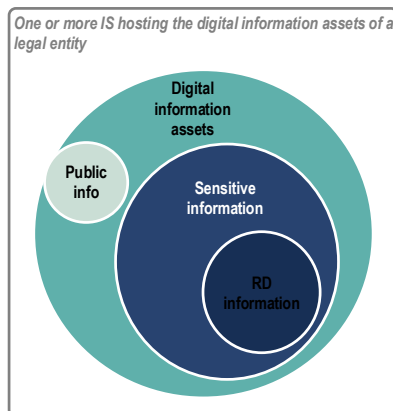 One or more IS hosting the digital information assets of a
legal entity
Digital
information
assets
Public
info
Sensitive
information
RD
information